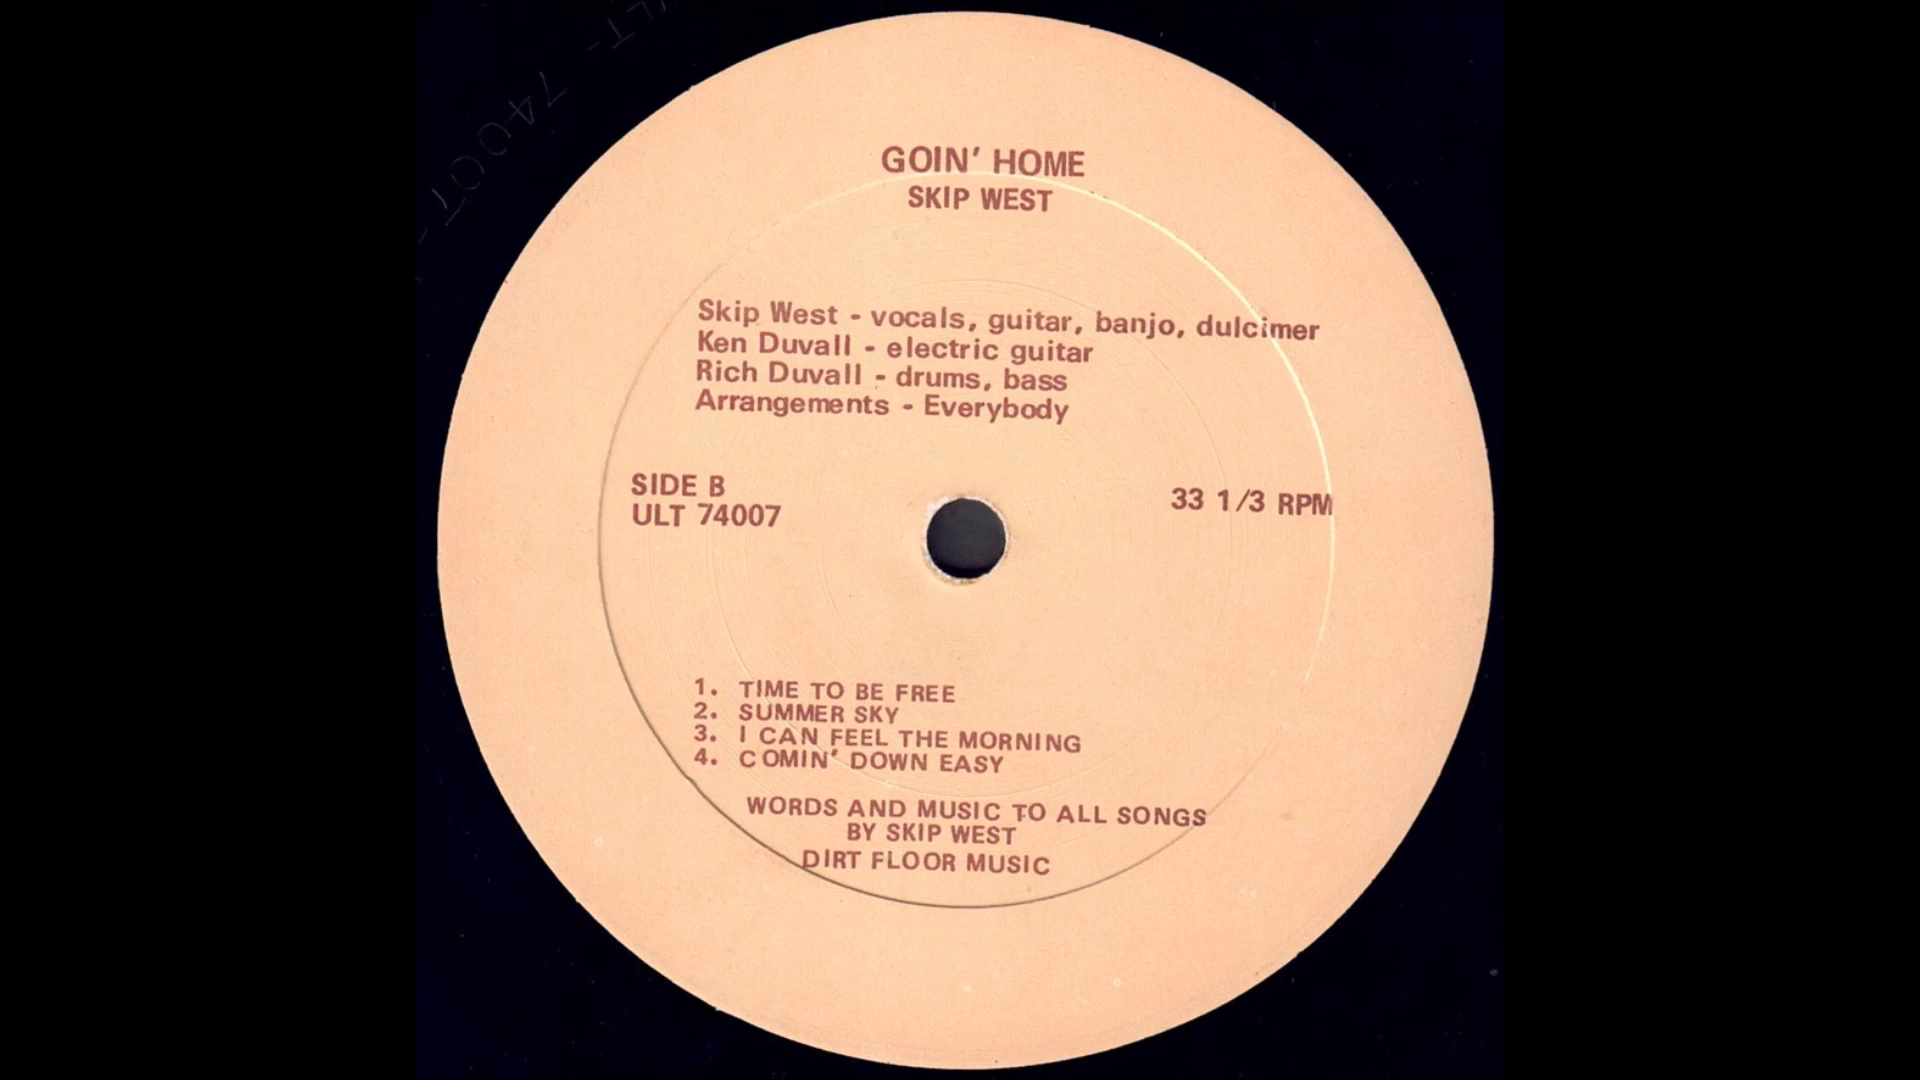 ULT-
74007-
GOIN' HOME
SKIP WEST
Skip West - vocals, guitar, banjo, dulcimer
Ken Duvall - electric guitar
Rich Duvall - drums, bass
Arrangements - Everybody
SIDE B
ULT 74007
33 1/3 RPM
1. TIME TO BE FREE
2. SUMMER SKY
3. I CAN FEEL THE MORNING
4. COMIN' DOWN EASY
WORDS AND MUSIC TO ALL SONGS
BY SKIP WEST
DIRT FLOOR MUSIC